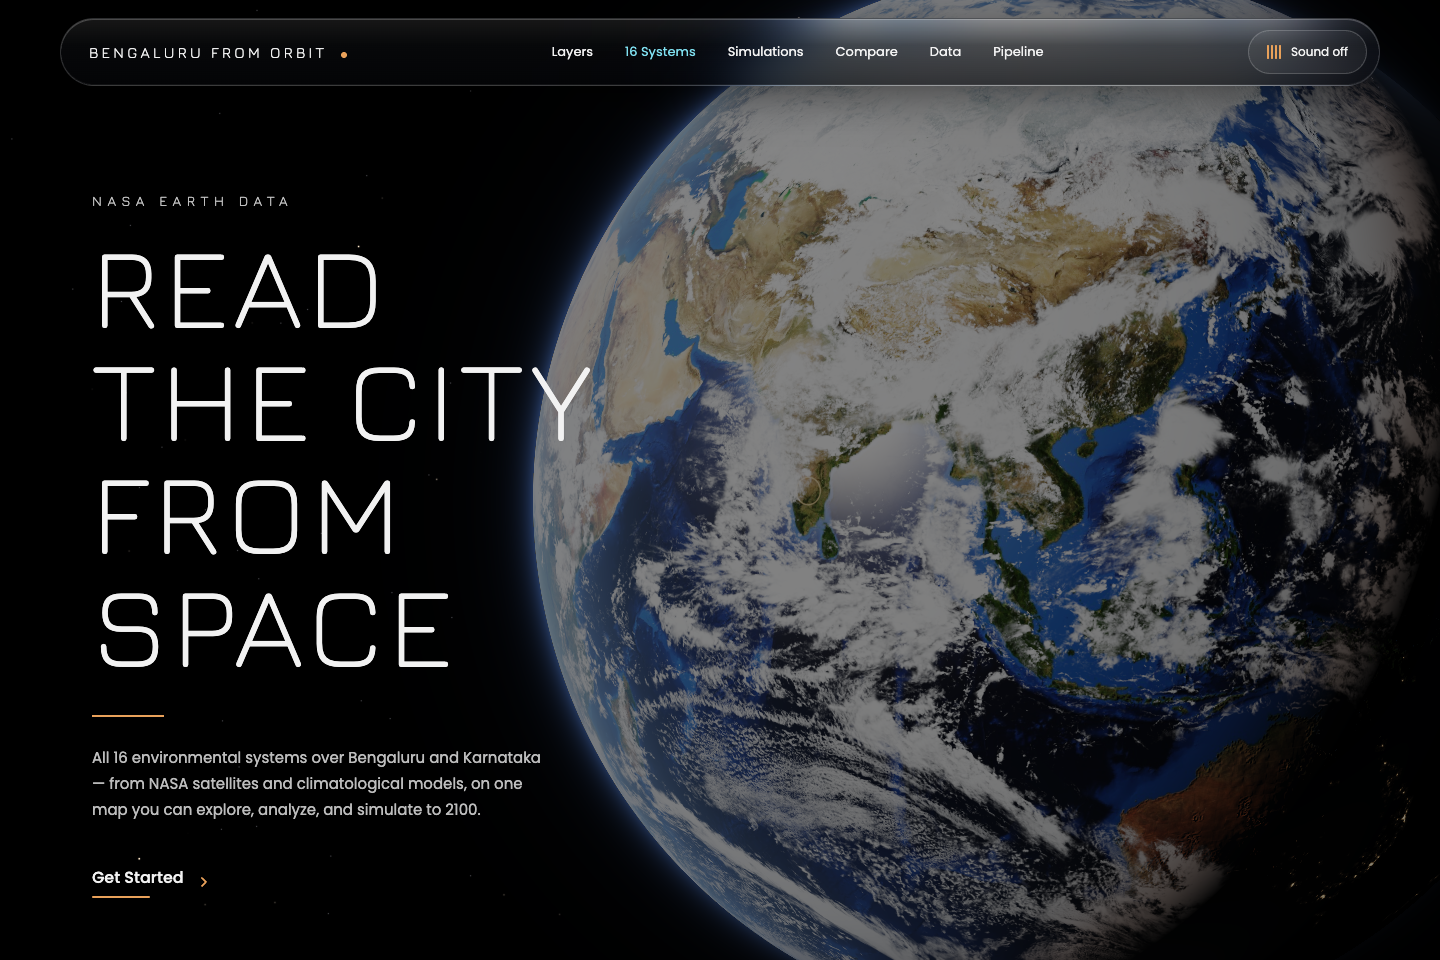 BENGALURU FROM ORBIT
Layers
16 Systems
Simulations
Compare
Data
Pipeline
Sound off
NASA EARTH DATA
READ
THE CITY
FROM
SPACE
All 16 environmental systems over Bengaluru and Karnataka
— from NASA satellites and climatological models, on one
map you can explore, analyze, and simulate to 2100.
Get Started